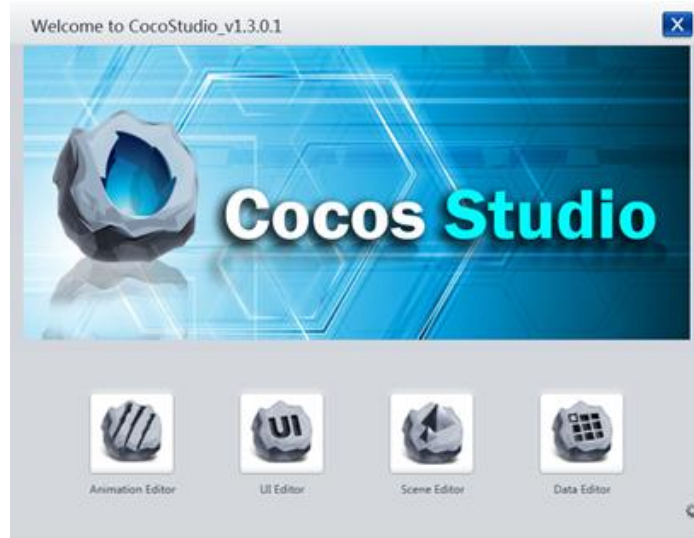 Welcome to CocoStudio_v1.3.0.1
Cocos Studio
UI
Animation Editor
UI Editor
Scene Editor
Data Editor